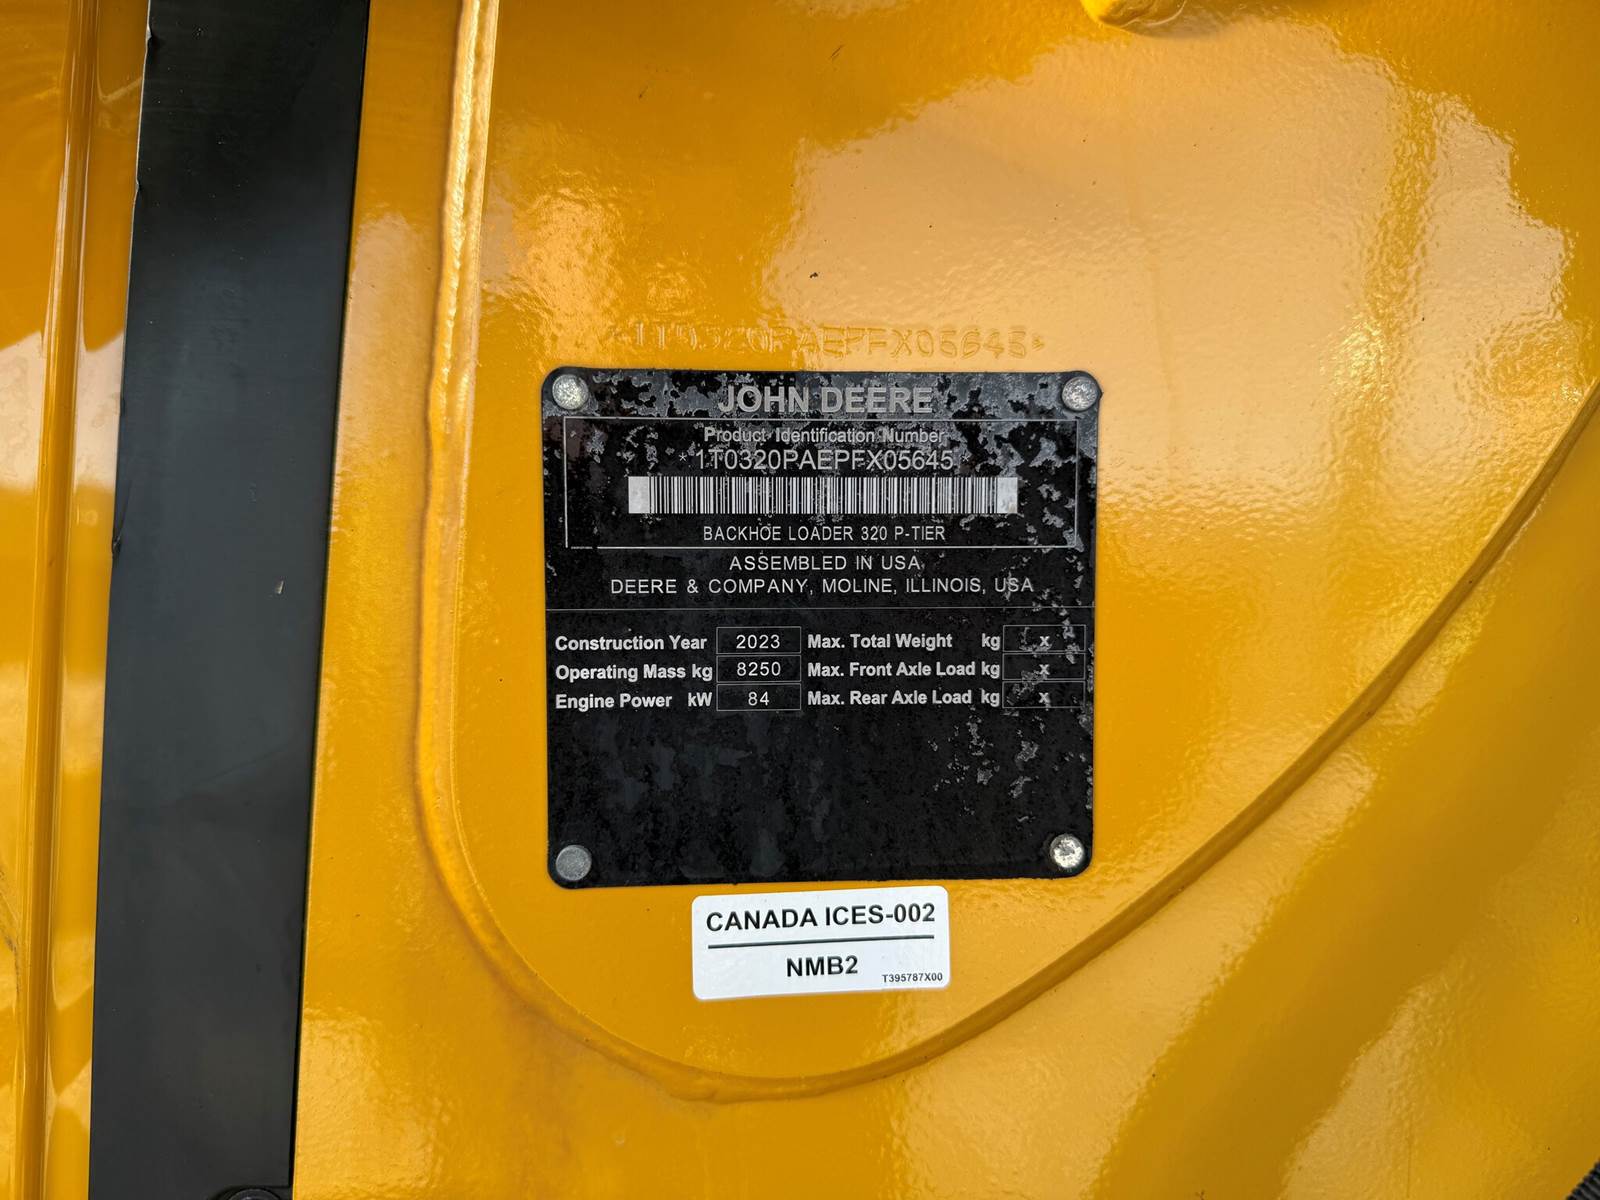 *1T0320PAEPFX05645*
JOHN DEERE
Product Identification Number
*1T0320PAEPFX05645*
BACKHOE LOADER 320 P-TIER
ASSEMBLED IN USA
DEERE & COMPANY, MOLINE, ILLINOIS, USA
Construction Year 2023 Max. Total Weight kg x
Operating Mass kg 8250 Max. Front Axle Load kg x
Engine Power kW 84 Max. Rear Axle Load kg x
CANADA ICES-002
NMB2
T395787X00